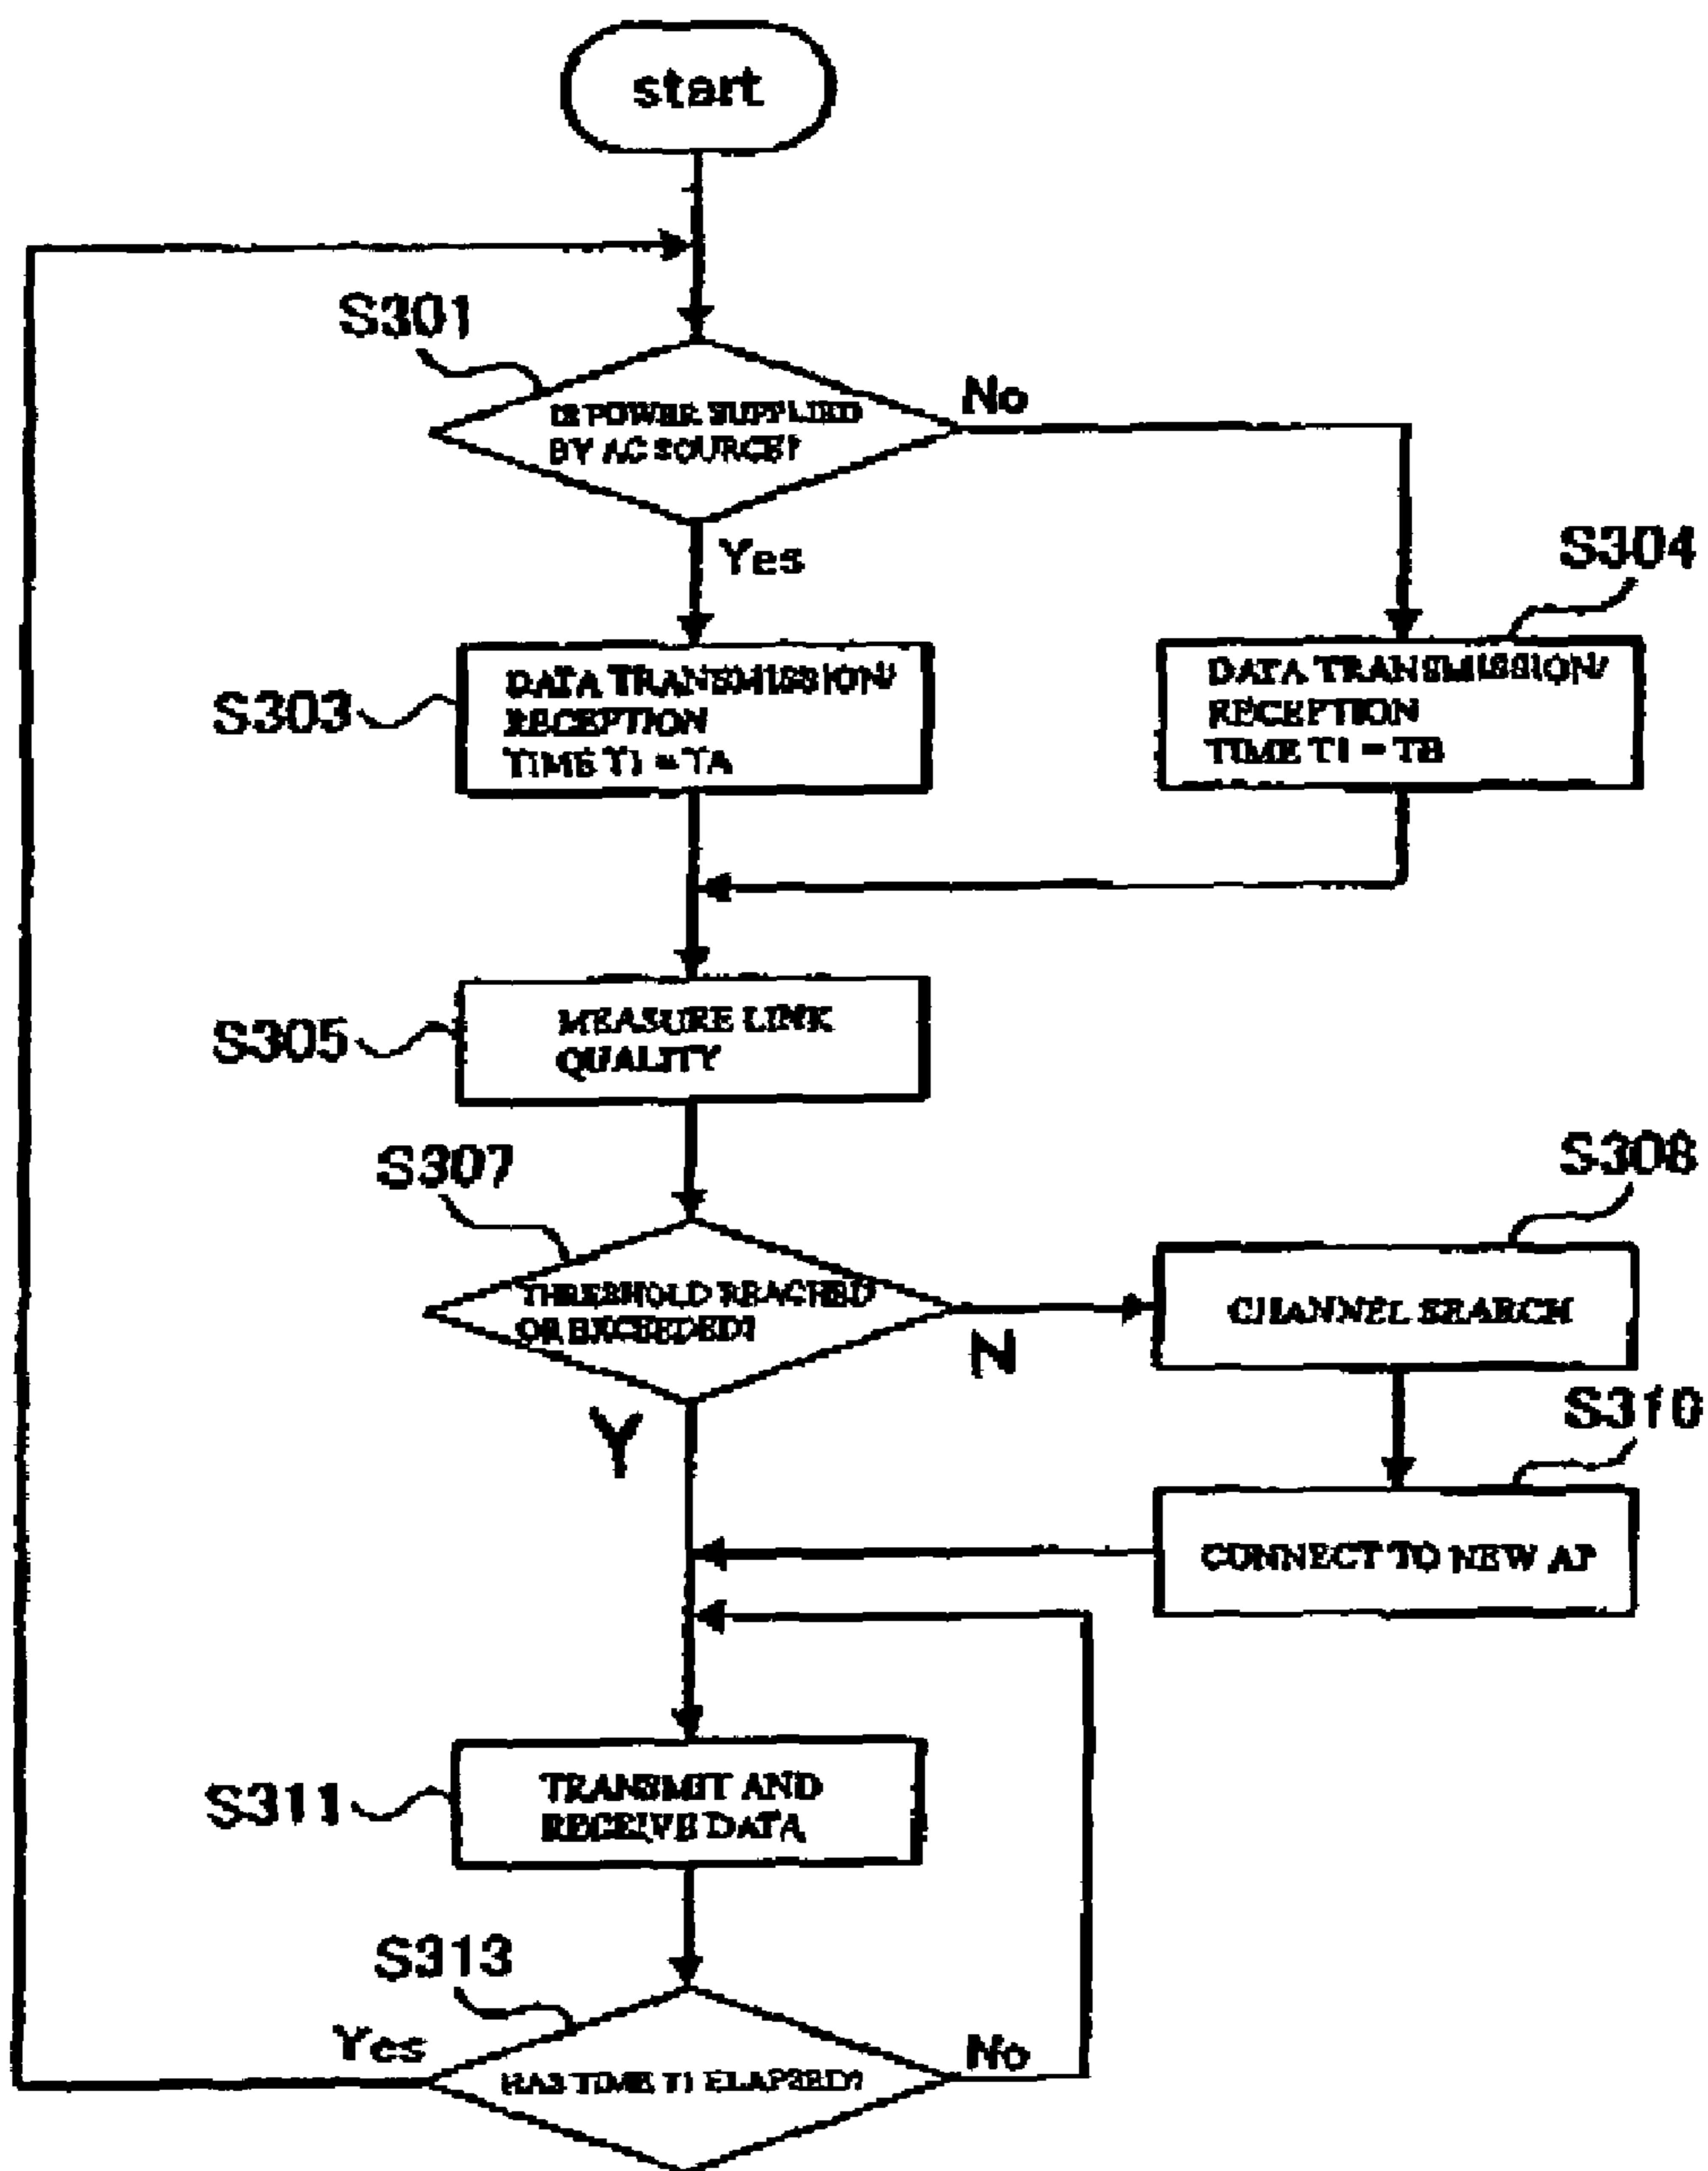 start
S301
IS POWER SUPPLIED
BY AC SOURCE?
No
Yes
S304
S303
DATA TRANSMISSION/
RECEPTION
TIME T1 = TA
DATA TRANSMISSION/
RECEPTION
TIME T1 = TB
S305
MEASURE LINK
QUALITY
S307
S308
THRESHOLD REACHED
OR EXCEEDED?
N
CHANNEL SEARCH
Y
S310
CONNECT TO NEW AP
S311
TRANSMIT AND
RECEIVE DATA
S313
Yes
HAS TIME T1 ELAPSED?
No